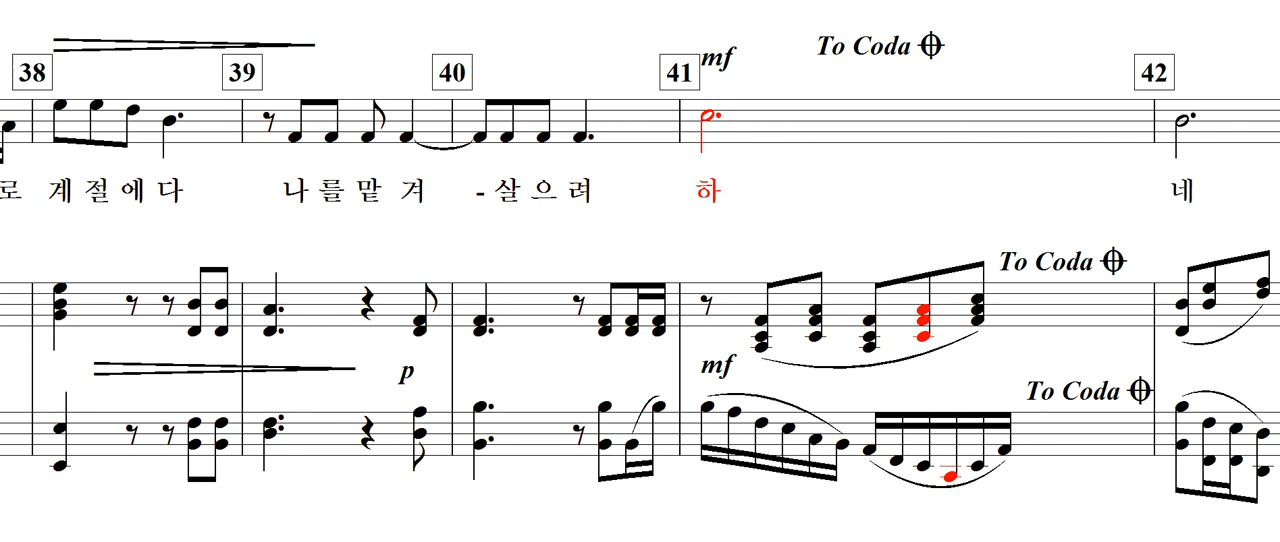 mf To Coda
38 39 40 41 42
로 계 절 에 다 나 를 맡 겨 - 살 으 려 하 네
To Coda
p mf
To Coda